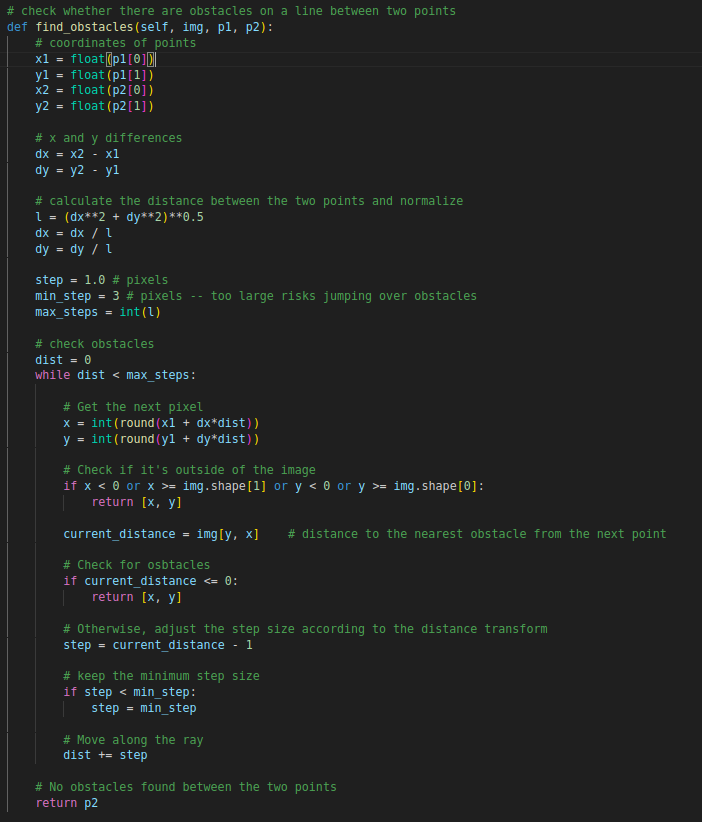 # check whether there are obstacles on a line between two points
def find_obstacles(self, img, p1, p2):
    # coordinates of points
    x1 = float(p1[0])
    y1 = float(p1[1])
    x2 = float(p2[0])
    y2 = float(p2[1])

    # x and y differences
    dx = x2 - x1
    dy = y2 - y1

    # calculate the distance between the two points and normalize
    l = (dx**2 + dy**2)**0.5
    dx = dx / l
    dy = dy / l

    step = 1.0 # pixels
    min_step = 3 # pixels -- too large risks jumping over obstacles
    max_steps = int(l)

    # check obstacles
    dist = 0
    while dist < max_steps:

        # Get the next pixel
        x = int(round(x1 + dx*dist))
        y = int(round(y1 + dy*dist))

        # Check if it's outside of the image
        if x < 0 or x >= img.shape[1] or y < 0 or y >= img.shape[0]:
            return [x, y]

        current_distance = img[y, x]    # distance to the nearest obstacle from the next point

        # Check for osbtacles
        if current_distance <= 0:
            return [x, y]

        # Otherwise, adjust the step size according to the distance transform
        step = current_distance - 1

        # keep the minimum step size
        if step < min_step:
            step = min_step

        # Move along the ray
        dist += step

    # No obstacles found between the two points
    return p2